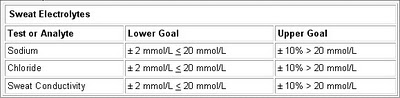 Sweat Electrolytes
Test or Analyte Lower Goal Upper Goal
Sodium ± 2 mmol/L ≤ 20 mmol/L ± 10% > 20 mmol/L
Chloride ± 2 mmol/L ≤ 20 mmol/L ± 10% > 20 mmol/L
Sweat Conductivity ± 2 mmol/L ≤ 20 mmol/L ± 10% > 20 mmol/L